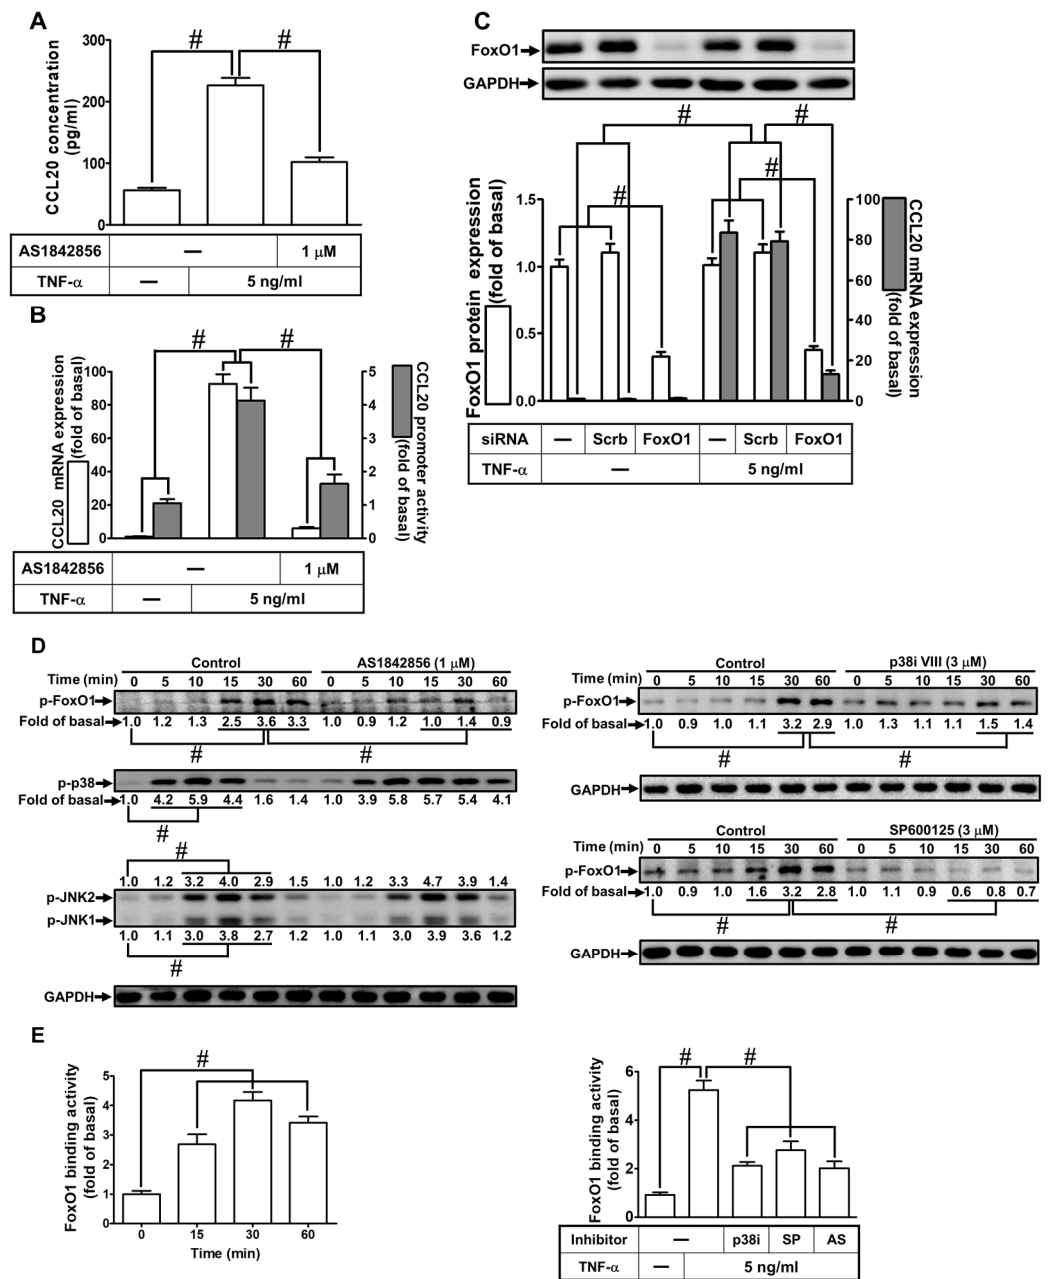 A
CCL20 concentration
(pg/ml)
300
200
100
0
# #
AS1842856 — 1 μM
TNF-α — 5 ng/ml
B
CCL20 mRNA expression
(fold of basal)
100
80
60
40
20
0
# #
5
4
3
2
1
0
CCL20 promoter activity
(fold of basal)
AS1842856 — 1 μM
TNF-α — 5 ng/ml
C
FoxO1
GAPDH
# #
# #
FoxO1 protein expression
(fold of basal)
1.5
1.0
0.5
0.0
100
80
60
40
20
0
CCL20 mRNA expression
(fold of basal)
siRNA — Scrb FoxO1 — Scrb FoxO1
TNF-α — 5 ng/ml
D
Control AS1842856 (1 μM)
Time (min) 0 5 10 15 30 60 0 5 10 15 30 60
p-FoxO1
Fold of basal 1.0 1.2 1.3 2.5 3.6 3.3 1.0 0.9 1.2 1.0 1.4 0.9
# #
p-p38
Fold of basal 1.0 4.2 5.9 4.4 1.6 1.4 1.0 3.9 5.8 5.7 5.4 4.1
#
#
1.0 1.2 3.2 4.0 2.9 1.5 1.0 1.2 3.3 4.7 3.9 1.4
p-JNK2
p-JNK1
1.0 1.1 3.0 3.8 2.7 1.2 1.0 1.1 3.0 3.9 3.6 1.2
#
GAPDH
Control p38i VIII (3 μM)
Time (min) 0 5 10 15 30 60 0 5 10 15 30 60
p-FoxO1
Fold of basal 1.0 0.9 1.0 1.1 3.2 2.9 1.0 1.3 1.1 1.1 1.5 1.4
# #
GAPDH
Control SP600125 (3 μM)
Time (min) 0 5 10 15 30 60 0 5 10 15 30 60
p-FoxO1
Fold of basal 1.0 0.9 1.0 1.6 3.2 2.8 1.0 1.1 0.9 0.6 0.8 0.7
# #
GAPDH
E
FoxO1 binding activity
(fold of basal)
5
4
3
2
1
0
#
0 15 30 60
Time (min)
FoxO1 binding activity
(fold of basal)
6
4
2
0
# #
Inhibitor — p38i SP AS
TNF-α — 5 ng/ml